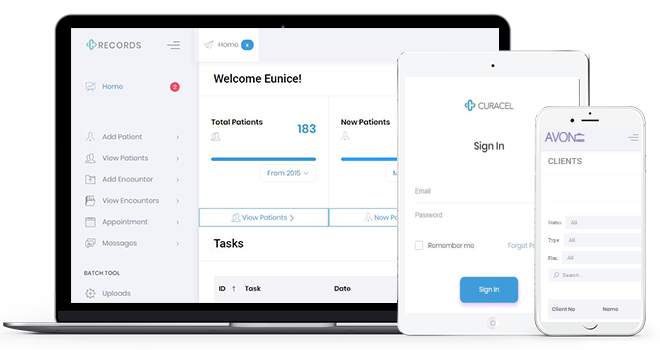 RECORDS
Home x
Home 2
Add Patient
View Patients
Add Encounter
View Encounters
Appointment
Messages
BATCH TOOL
Uploads
Welcome Eunice!
Total Patients
183
From 2015
View Patients
New Patients
M
New Pa
Tasks
ID ↑ Task Date
CURACEL
Sign In
Email
Password
Remember me
Forgot Pa
Sign In
AVON
CLIENTS
Name: All
Type: All
Plan: All
Search...
Client No Name